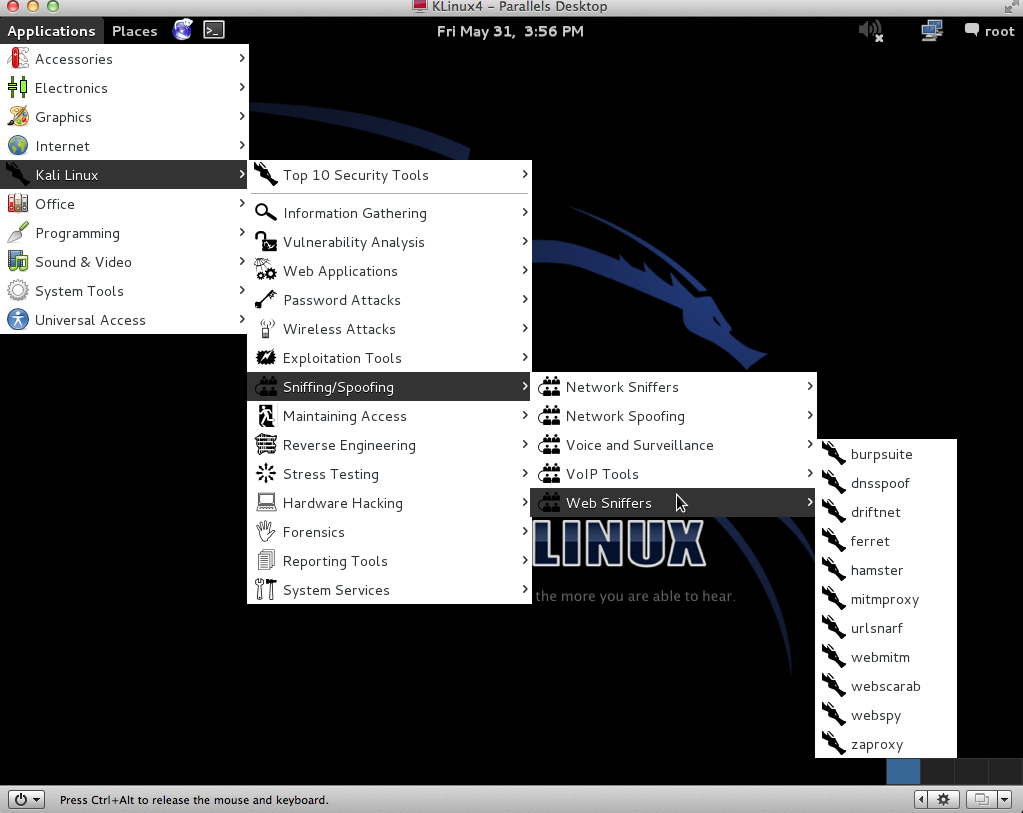 KLinux4 – Parallels Desktop
Applications Places Fri May 31, 3:56 PM root
Accessories
Electronics
Graphics
Internet
Kali Linux
Office
Programming
Sound & Video
System Tools
Universal Access
Top 10 Security Tools
Information Gathering
Vulnerability Analysis
Web Applications
Password Attacks
Wireless Attacks
Exploitation Tools
Sniffing/Spoofing
Maintaining Access
Reverse Engineering
Stress Testing
Hardware Hacking
Forensics
Reporting Tools
System Services
Network Sniffers
Network Spoofing
Voice and Surveillance
VoIP Tools
Web Sniffers
burpsuite
dnsspoof
driftnet
ferret
hamster
mitmproxy
urlsnarf
webmitm
webscarab
webspy
zaproxy
LINUX
the more you are able to hear.
Press Ctrl+Alt to release the mouse and keyboard.